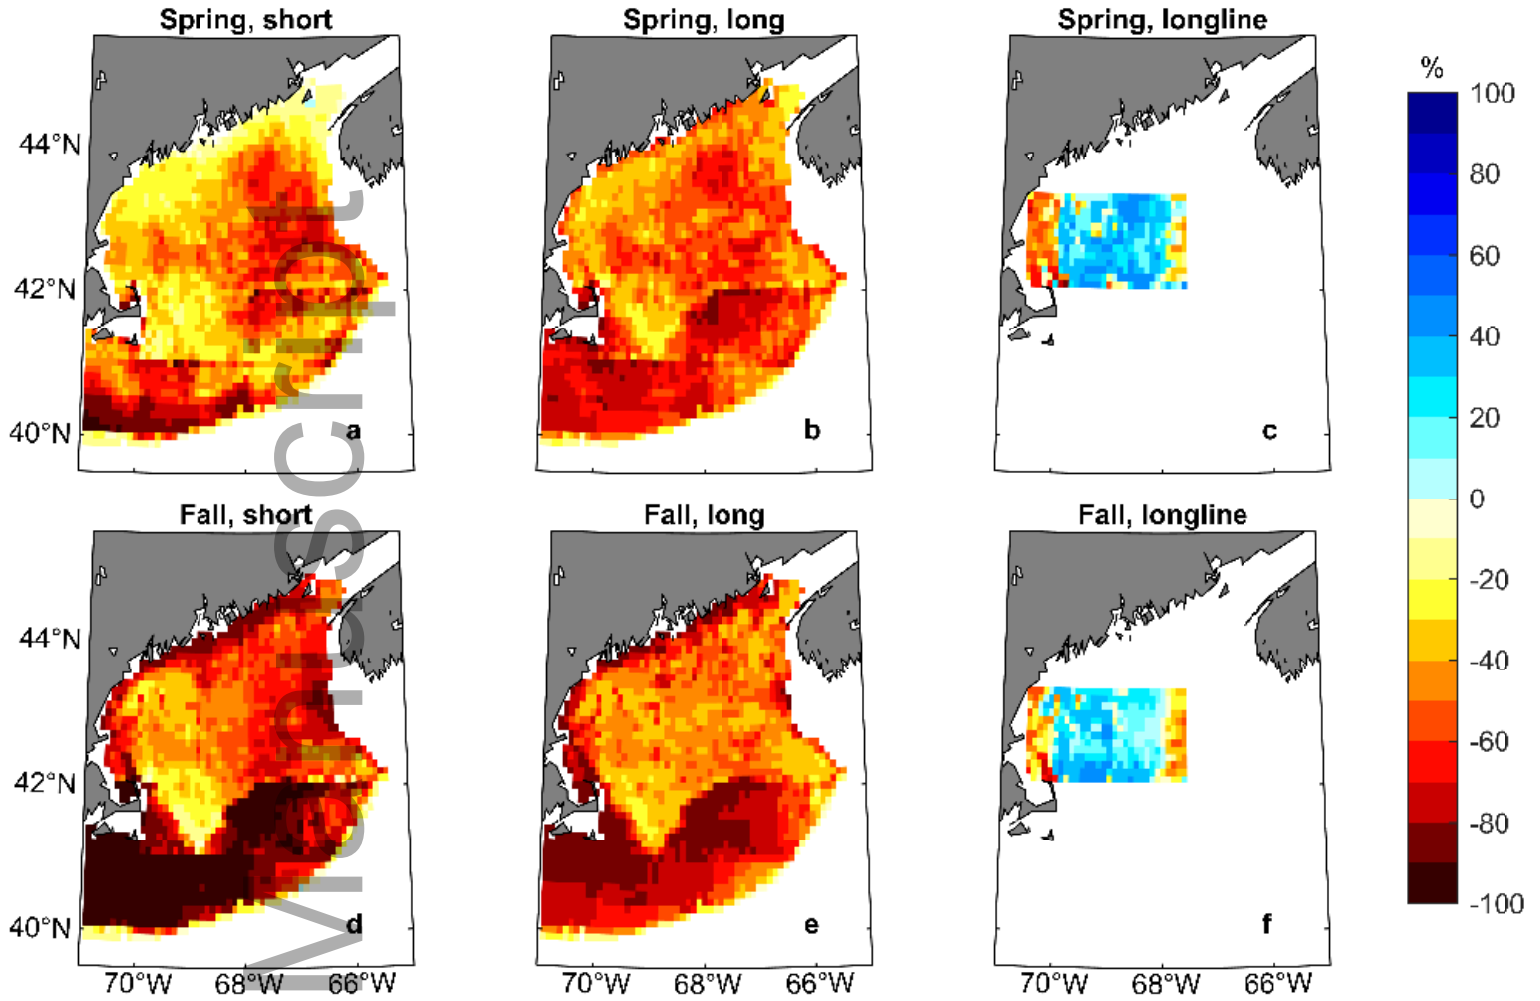 Spring, short
Spring, long
Spring, longline
%
100
80
60
40
20
0
-20
-40
-60
-80
-100
44°N
42°N
40°N
a
b
c
Fall, short
Fall, long
Fall, longline
44°N
42°N
40°N
d
e
f
70°W 68°W 66°W
70°W 68°W 66°W
70°W 68°W 66°W
Manuscript